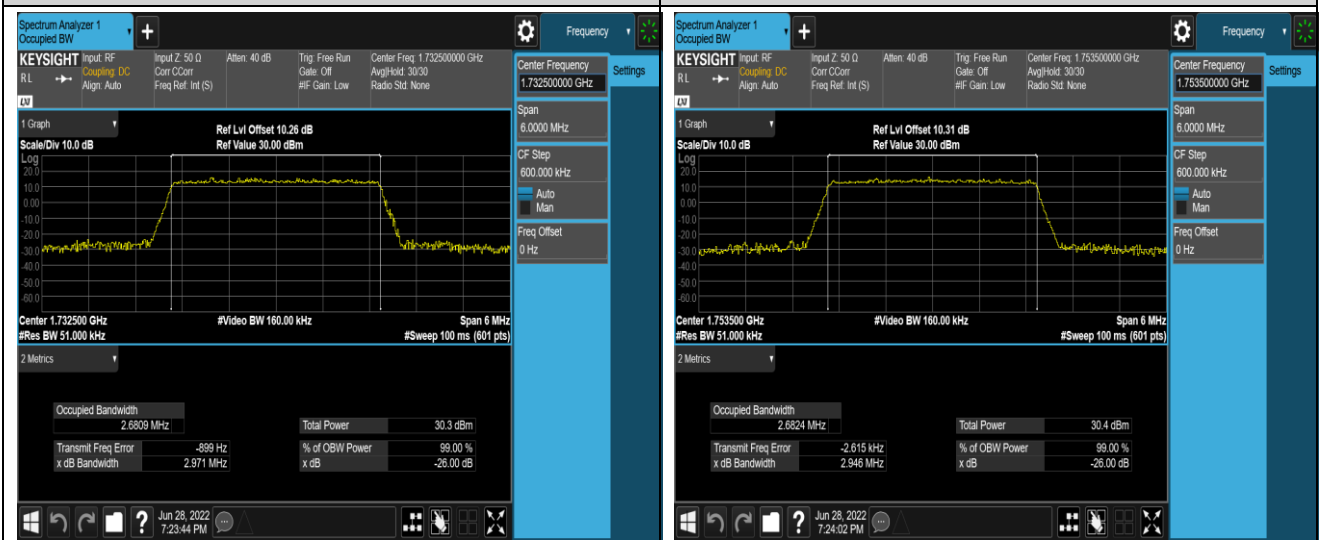 Spectrum Analyzer 1
Occupied BW
+
Frequency
KEYSIGHT
RL
LXI
Input: RF
Coupling: DC
Align: Auto
Input Z: 50 Ω
Corr CCorr
Freq Ref: Int (S)
Atten: 40 dB
Trig: Free Run
Gate: Off
#IF Gain: Low
Center Freq: 1.732500000 GHz
Avg|Hold: 30/30
Radio Std: None
Center Frequency
1.732500000 GHz
Settings
Span
6.0000 MHz
CF Step
600.000 kHz
Auto
Man
Freq Offset
0 Hz
1 Graph
Ref Lvl Offset 10.26 dB
Scale/Div 10.0 dB
Ref Value 30.00 dBm
Log
20.0
10.0
0.00
-10.0
-20.0
-30.0
-40.0
-50.0
-60.0
Center 1.732500 GHz
#Video BW 160.00 kHz
Span 6 MHz
#Res BW 51.000 kHz
#Sweep 100 ms (601 pts)
2 Metrics
Occupied Bandwidth
2.6809 MHz
Total Power 30.3 dBm
Transmit Freq Error -899 Hz
% of OBW Power 99.00 %
x dB Bandwidth 2.971 MHz
x dB -26.00 dB
?
Jun 28, 2022
7:23:44 PM
Spectrum Analyzer 1
Occupied BW
+
Frequency
KEYSIGHT
RL
LXI
Input: RF
Coupling: DC
Align: Auto
Input Z: 50 Ω
Corr CCorr
Freq Ref: Int (S)
Atten: 40 dB
Trig: Free Run
Gate: Off
#IF Gain: Low
Center Freq: 1.753500000 GHz
Avg|Hold: 30/30
Radio Std: None
Center Frequency
1.753500000 GHz
Settings
Span
6.0000 MHz
CF Step
600.000 kHz
Auto
Man
Freq Offset
0 Hz
1 Graph
Ref Lvl Offset 10.31 dB
Scale/Div 10.0 dB
Ref Value 30.00 dBm
Log
20.0
10.0
0.00
-10.0
-20.0
-30.0
-40.0
-50.0
-60.0
Center 1.753500 GHz
#Video BW 160.00 kHz
Span 6 MHz
#Res BW 51.000 kHz
#Sweep 100 ms (601 pts)
2 Metrics
Occupied Bandwidth
2.6824 MHz
Total Power 30.4 dBm
Transmit Freq Error -2.615 kHz
% of OBW Power 99.00 %
x dB Bandwidth 2.946 MHz
x dB -26.00 dB
?
Jun 28, 2022
7:24:02 PM